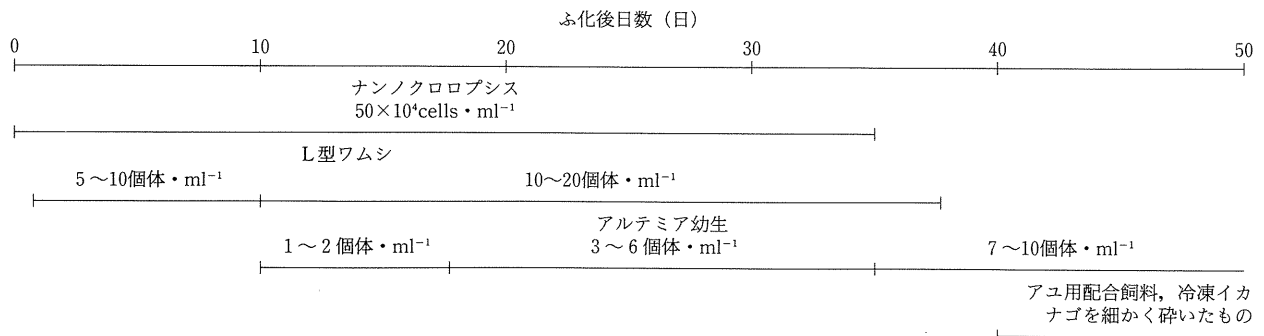 ふ化後日数（日）
0 10 20 30 40 50
ナンノクロロプシス
50×10⁴cells・ml⁻¹
L型ワムシ
5～10個体・ml⁻¹ 10～20個体・ml⁻¹
アルテミア幼生
1～2個体・ml⁻¹ 3～6個体・ml⁻¹ 7～10個体・ml⁻¹
アユ用配合飼料，冷凍イカ
ナゴを細かく砕いたもの